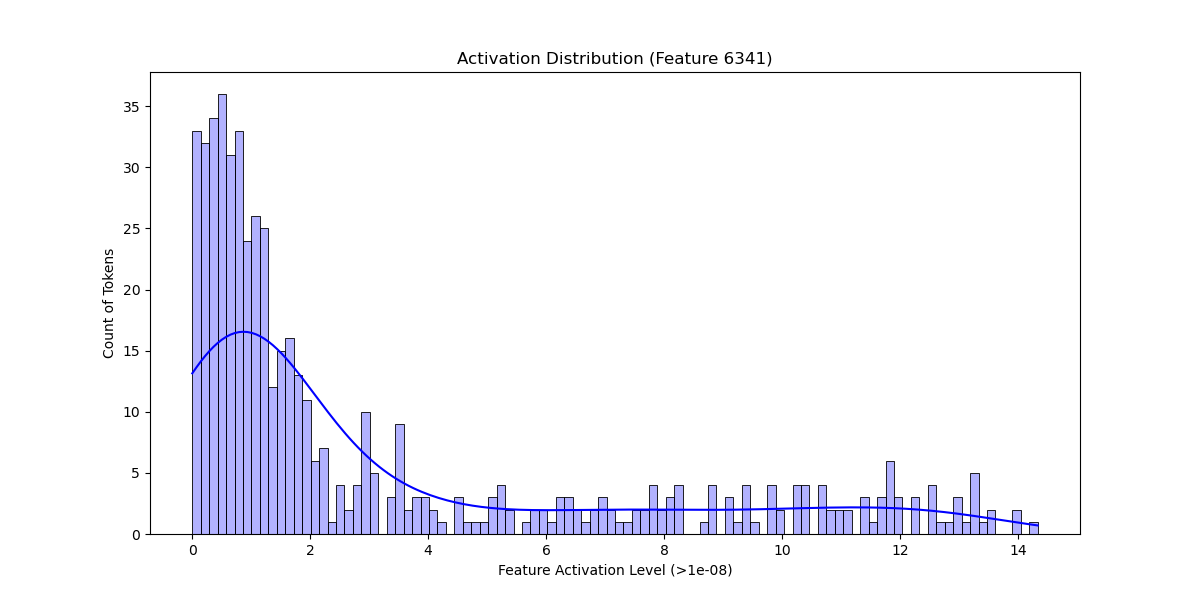 Activation Distribution (Feature 6341)
Count of Tokens
35
30
25
20
15
10
5
0
0 2 4 6 8 10 12 14
Feature Activation Level (>1e-08)